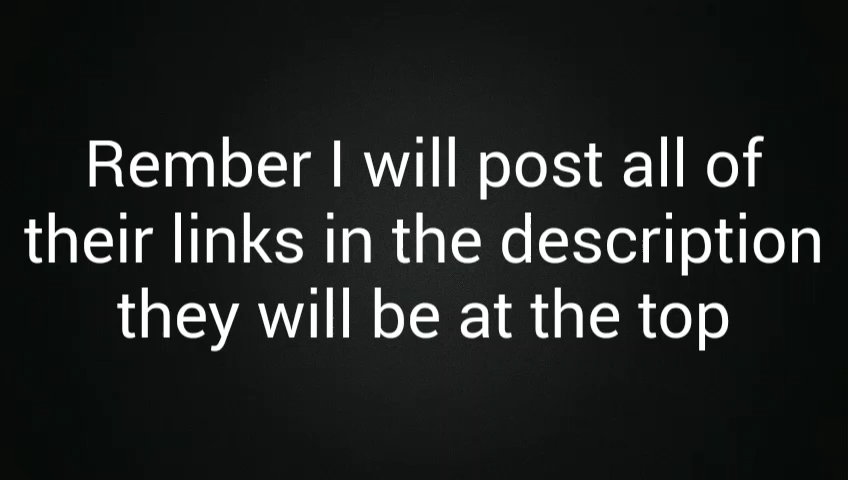 Rember I will post all of
their links in the description
they will be at the top